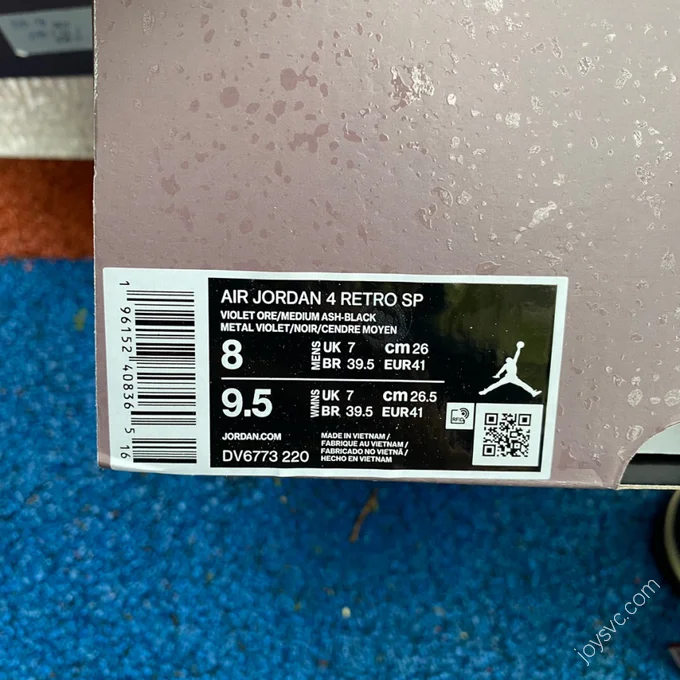 AIR JORDAN 4 RETRO SP
VIOLET ORE/MEDIUM ASH-BLACK
METAL VIOLET/NOIR/CENDRE MOYEN
8 MENS UK 7 cm 26
BR 39.5 EUR41
9.5 WMNS UK 7 cm 26.5
BR 39.5 EUR41
RFID
JORDAN.COM
DV6773 220
MADE IN VIETNAM /
FABRIQUE AU VIETNAM /
FABRICADO NO VIETNÃ /
HECHO EN VIETNAM
1 96152 40836 5 16
joysvc.com